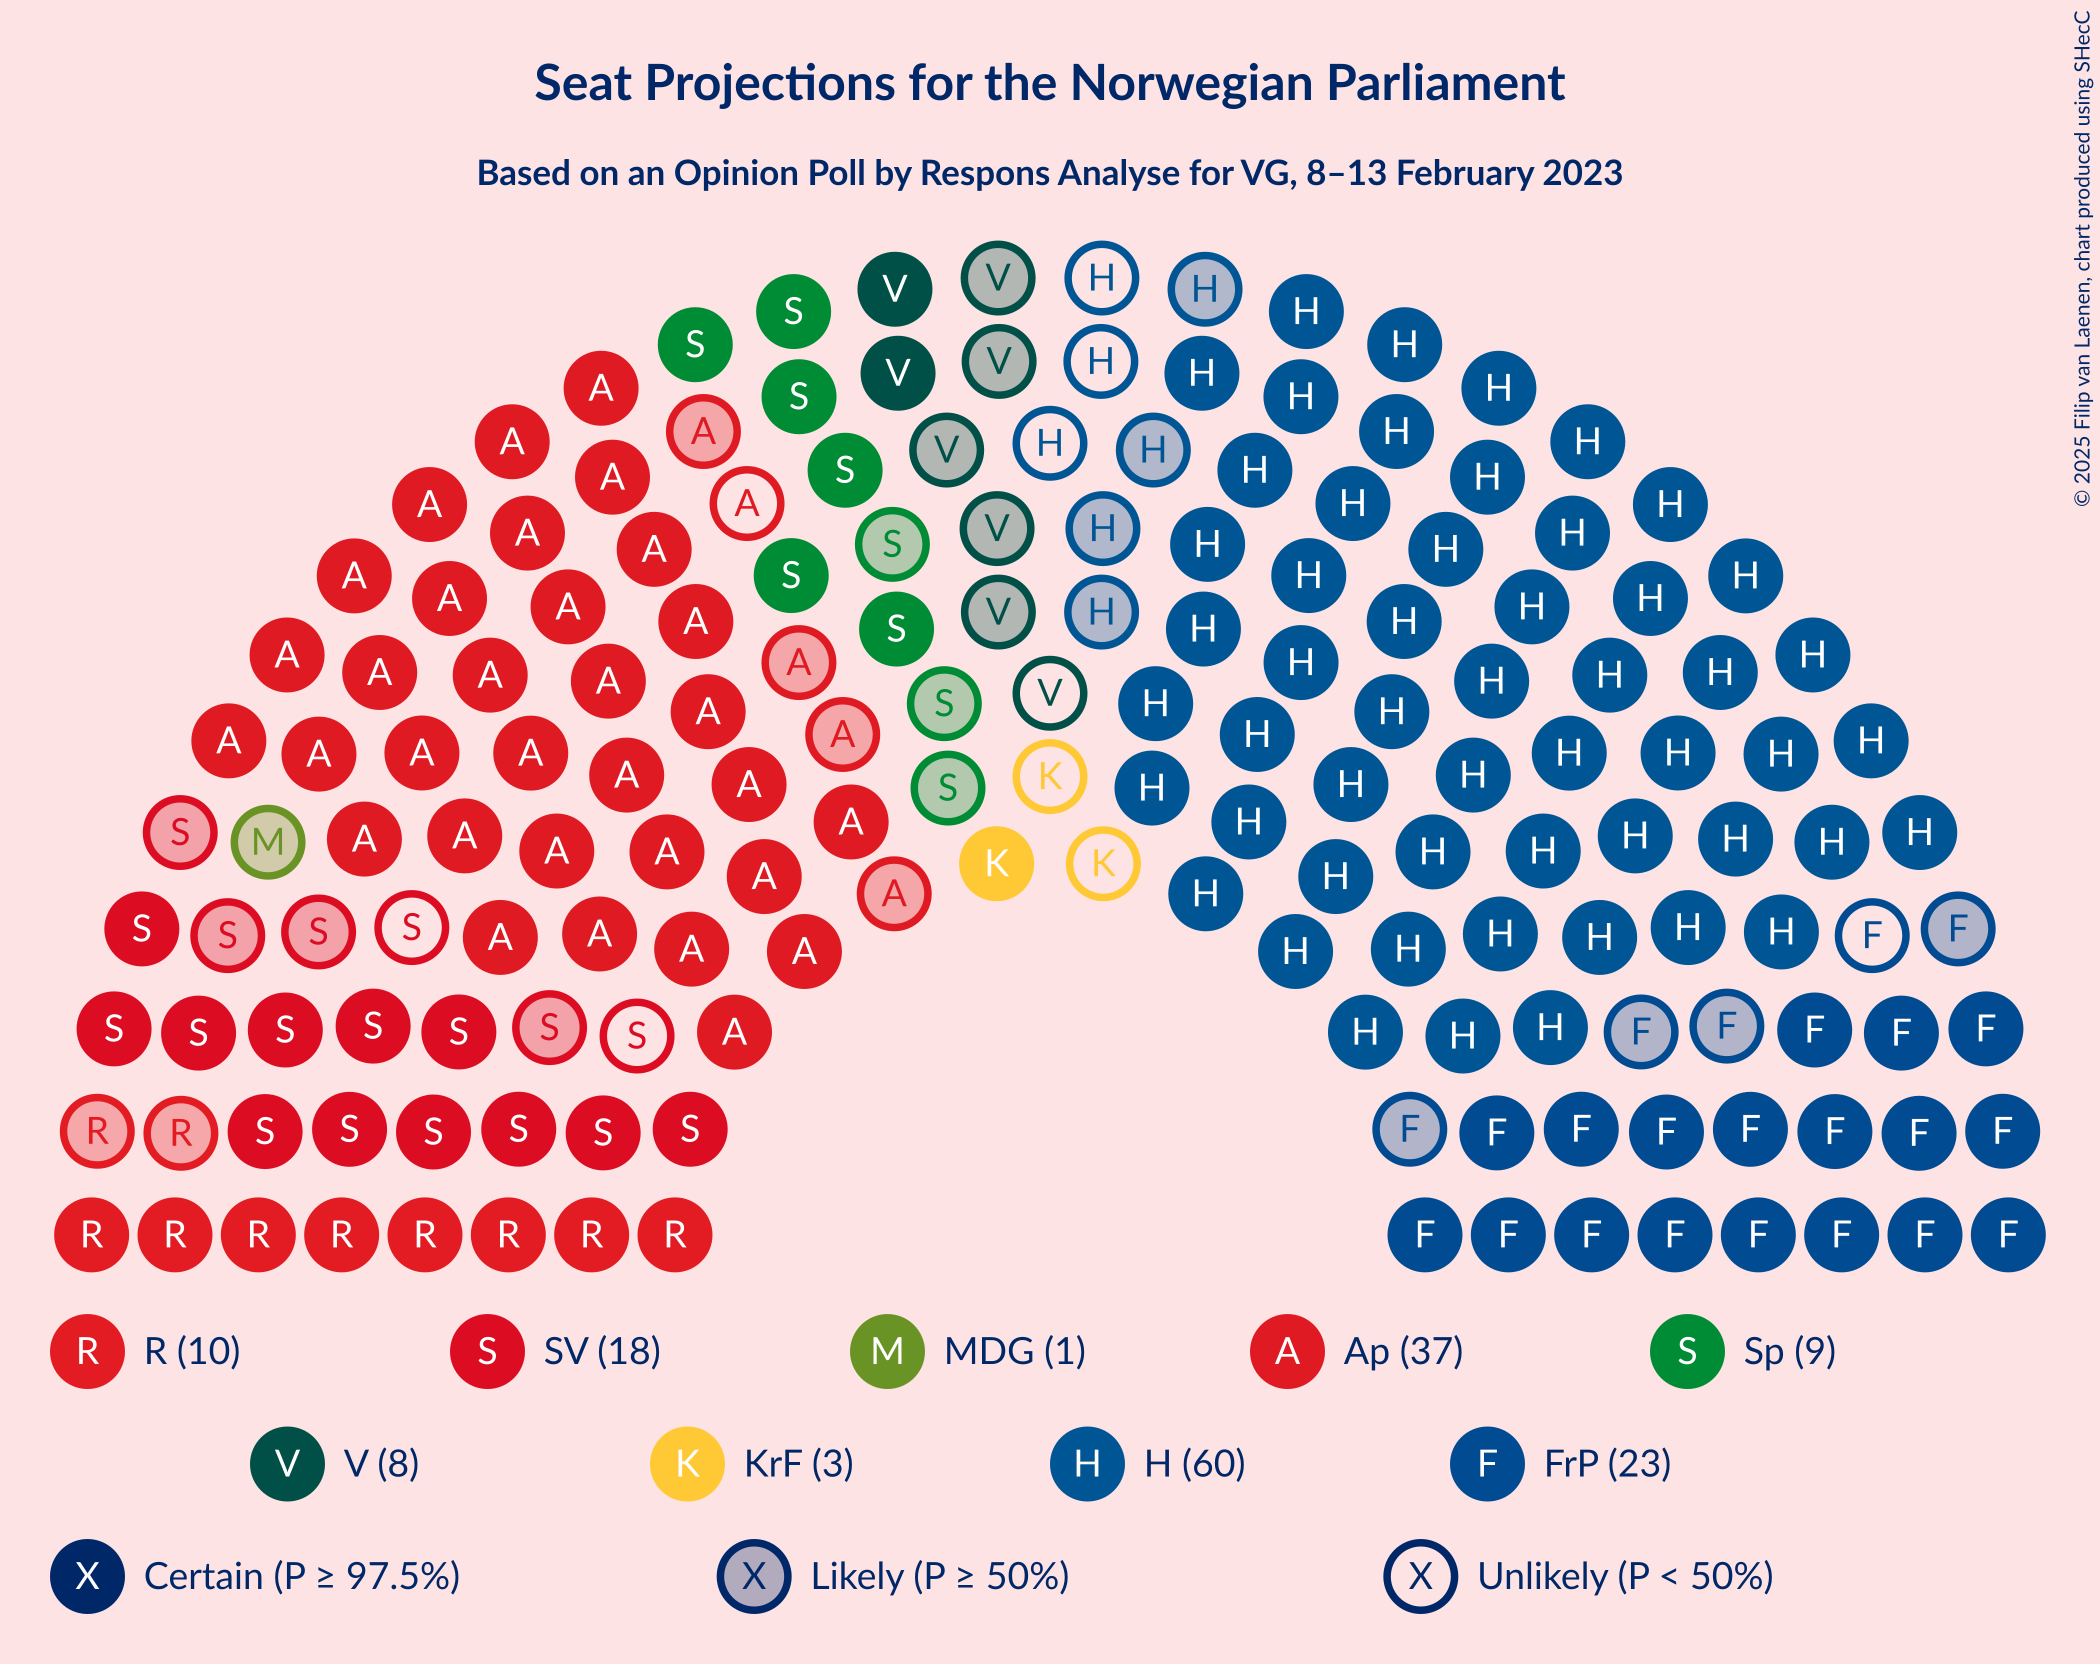 Seat Projections for the Norwegian Parliament
Based on an Opinion Poll by Respons Analyse for VG, 8–13 February 2023
© 2025 Filip van Laenen, chart produced using SHecC
V V H H
S S H H
V V H H
A S H H
A A S H H H
A A A S V H H H H H
A A A A S S V H H H H H H H
A A A A S V H H H H H H
A A A A A S V H H H H H H H
A A A A A A K H H H H H H H
S M A A A A A S H H H H H H H H
A A K K H H
S S S S A A A A A H H H H H H H F F
S S S S S S S A H H H F F F F F
R R S S S S S S F F F F F F F F
R R R R R R R R F F F F F F F F
R R (10) S SV (18) M MDG (1) A Ap (37) S Sp (9)
V V (8) K KrF (3) H H (60) F FrP (23)
X Certain (P ≥ 97.5%) X Likely (P ≥ 50%) X Unlikely (P < 50%)